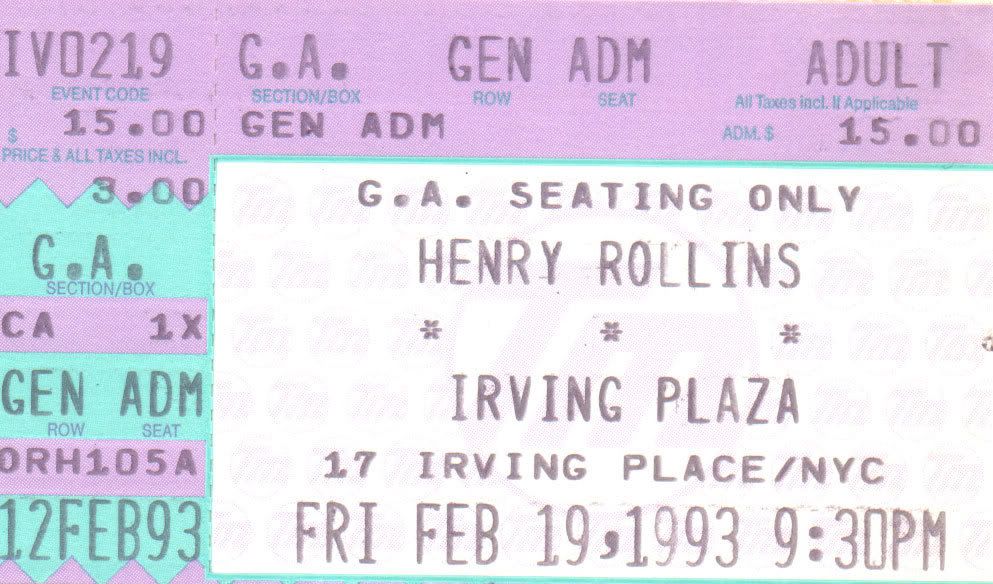 IV0219 G.A. GEN ADM ADULT
EVENT CODE SECTION/BOX ROW SEAT All Taxes incl. If Applicable
$ 15.00 GEN ADM ADM. $ 15.00
PRICE & ALL TAXES INCL.
3.00
G.A.
SECTION/BOX
CA 1X
GEN ADM
ROW SEAT
ORH105A
12FEB93
G.A. SEATING ONLY
HENRY ROLLINS
* * *
IRVING PLAZA
17 IRVING PLACE/NYC
FRI FEB 19,1993 9:30PM